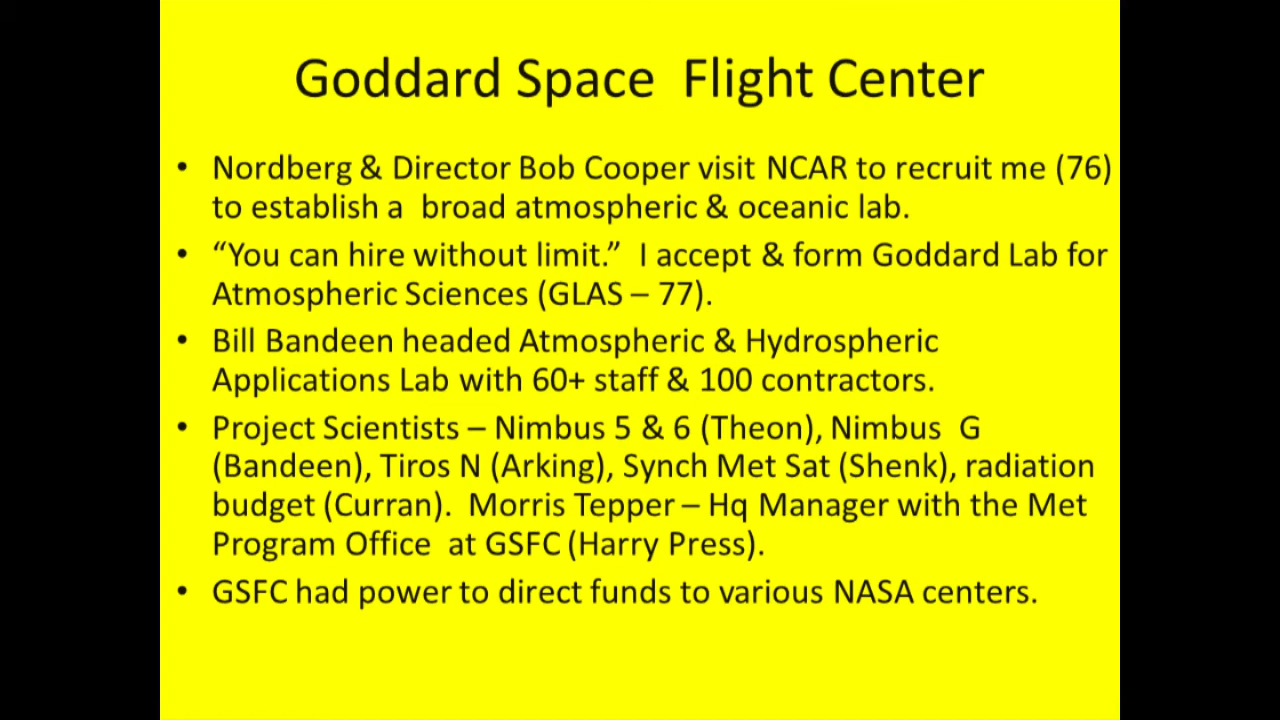 Goddard Space  Flight Center
• Nordberg & Director Bob Cooper visit NCAR to recruit me (76)
to establish a  broad atmospheric & oceanic lab.
• “You can hire without limit.”  I accept & form Goddard Lab for
Atmospheric Sciences (GLAS – 77).
• Bill Bandeen headed Atmospheric & Hydrospheric
Applications Lab with 60+ staff & 100 contractors.
• Project Scientists – Nimbus 5 & 6 (Theon), Nimbus  G
(Bandeen), Tiros N (Arking), Synch Met Sat (Shenk), radiation
budget (Curran).  Morris Tepper – Hq Manager with the Met
Program Office  at GSFC (Harry Press).
• GSFC had power to direct funds to various NASA centers.